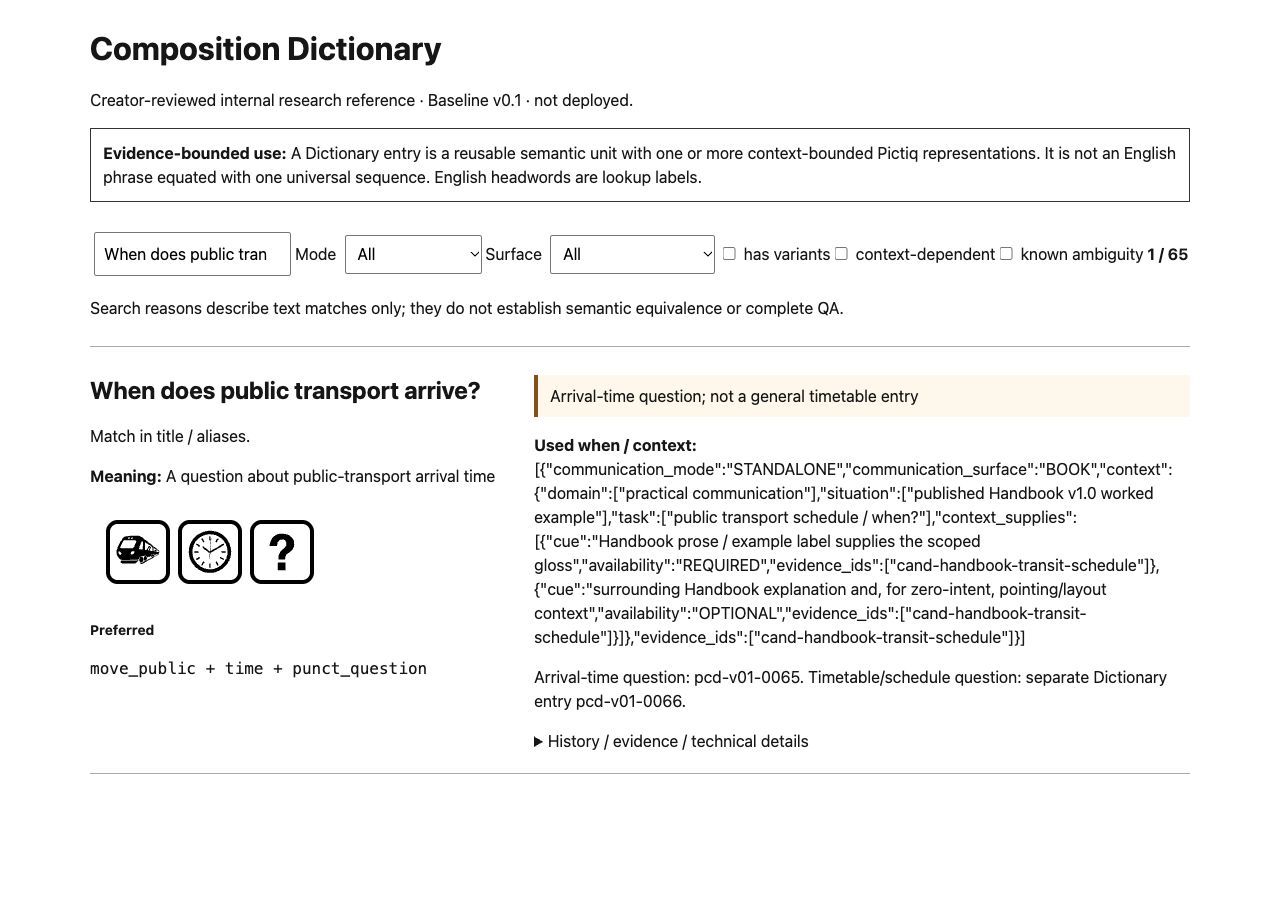 Composition Dictionary
Creator-reviewed internal research reference · Baseline v0.1 · not deployed.
Evidence-bounded use: A Dictionary entry is a reusable semantic unit with one or more context-bounded Pictiq representations. It is not an English
phrase equated with one universal sequence. English headwords are lookup labels.
When does public tran Mode All Surface All has variants context-dependent known ambiguity 1 / 65
Search reasons describe text matches only; they do not establish semantic equivalence or complete QA.
When does public transport arrive?
Match in title / aliases.
Meaning: A question about public-transport arrival time
?
Preferred
move_public + time + punct_question
Arrival-time question; not a general timetable entry
Used when / context:
[{"communication_mode":"STANDALONE","communication_surface":"BOOK","context":
{"domain":["practical communication"],"situation":["published Handbook v1.0 worked
example"],"task":["public transport schedule / when?"],"context_supplies":
[{"cue":"Handbook prose / example label supplies the scoped
gloss","availability":"REQUIRED","evidence_ids":["cand-handbook-transit-schedule"]},
{"cue":"surrounding Handbook explanation and, for zero-intent, pointing/layout
context","availability":"OPTIONAL","evidence_ids":["cand-handbook-transit-
schedule"]}]},"evidence_ids":["cand-handbook-transit-schedule"]}]
Arrival-time question: pcd-v01-0065. Timetable/schedule question: separate Dictionary
entry pcd-v01-0066.
History / evidence / technical details